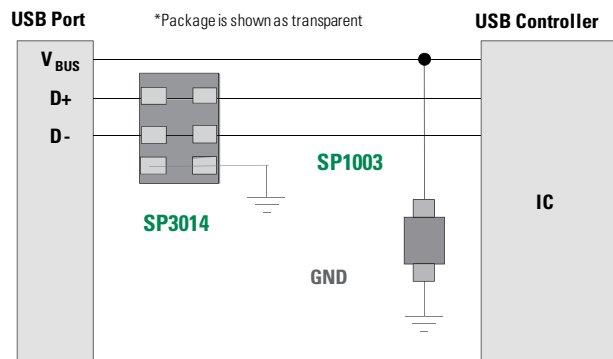 USB Port
*Package is shown as transparent
USB Controller
VBUS
D+
D-
SP1003
SP3014
IC
GND